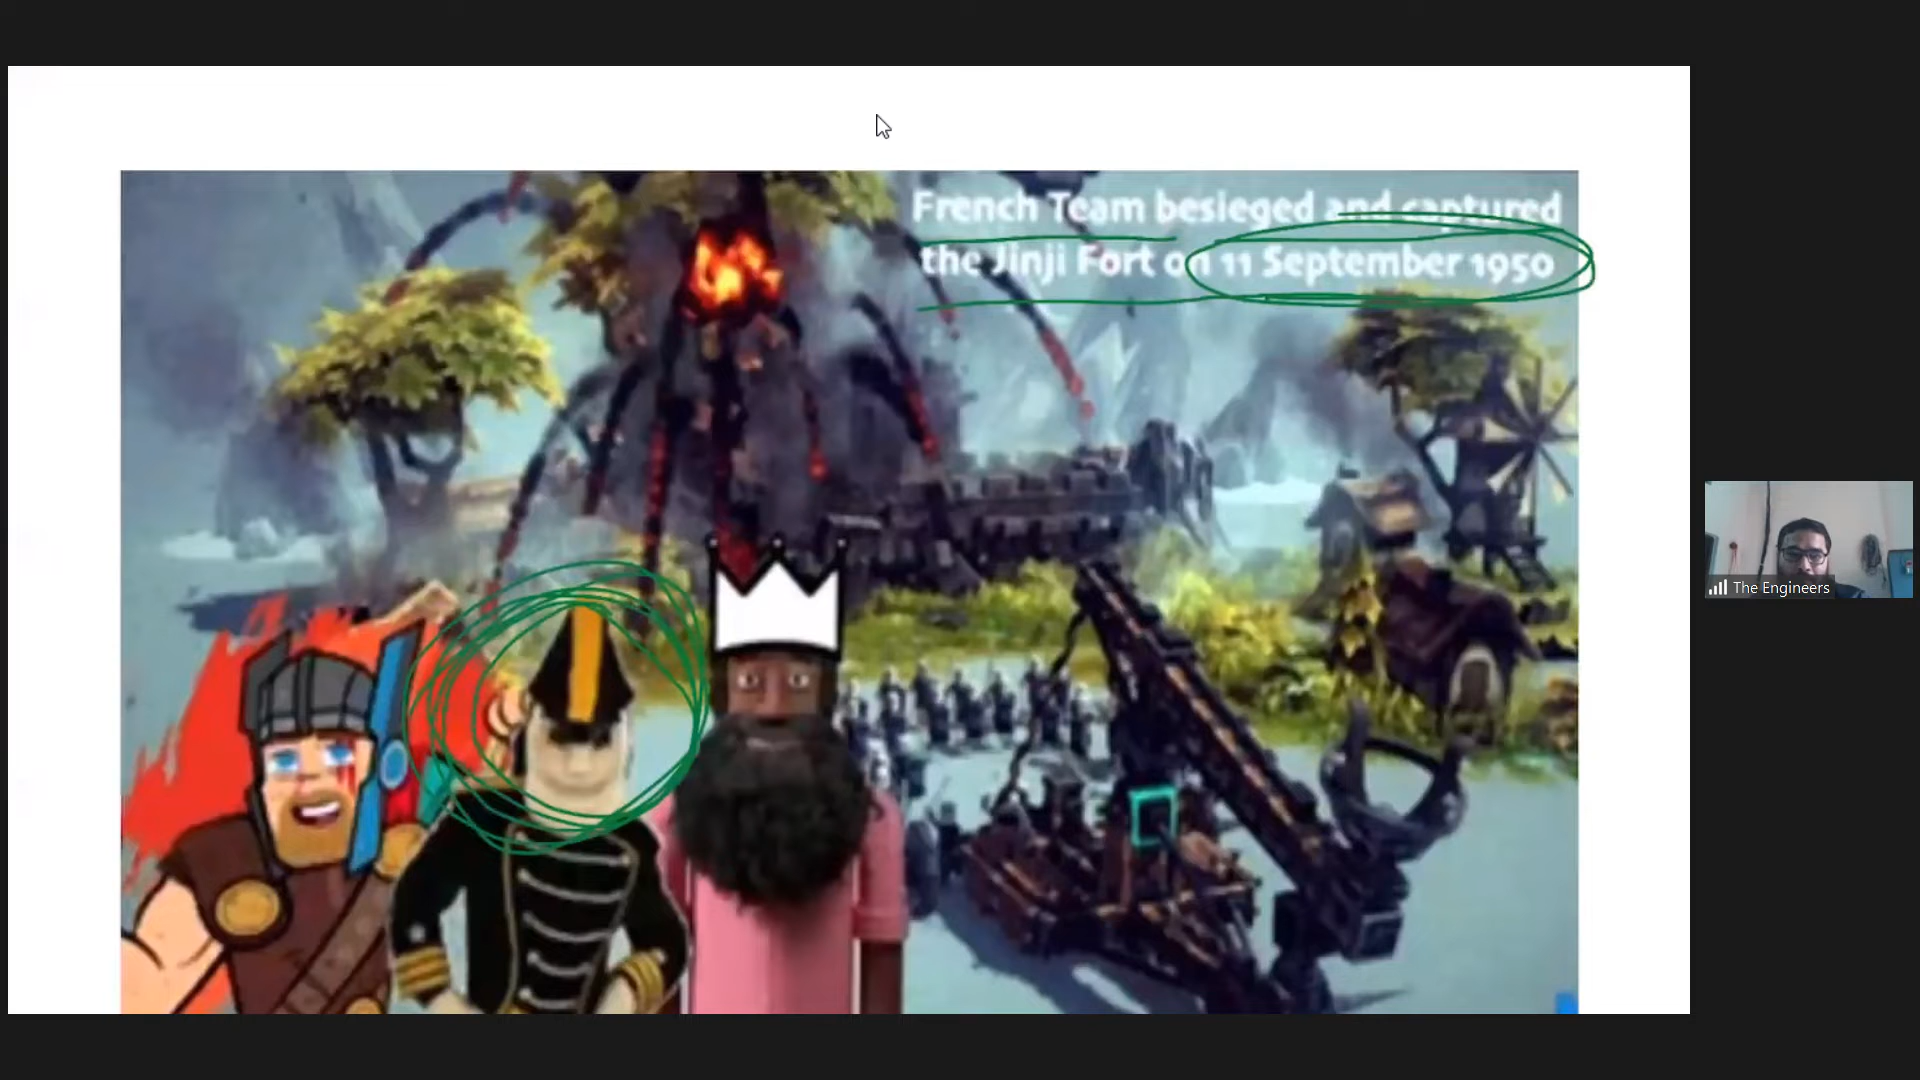 French Team besieged and captured
the Jinji Fort on 11 September 1950
The Engineers